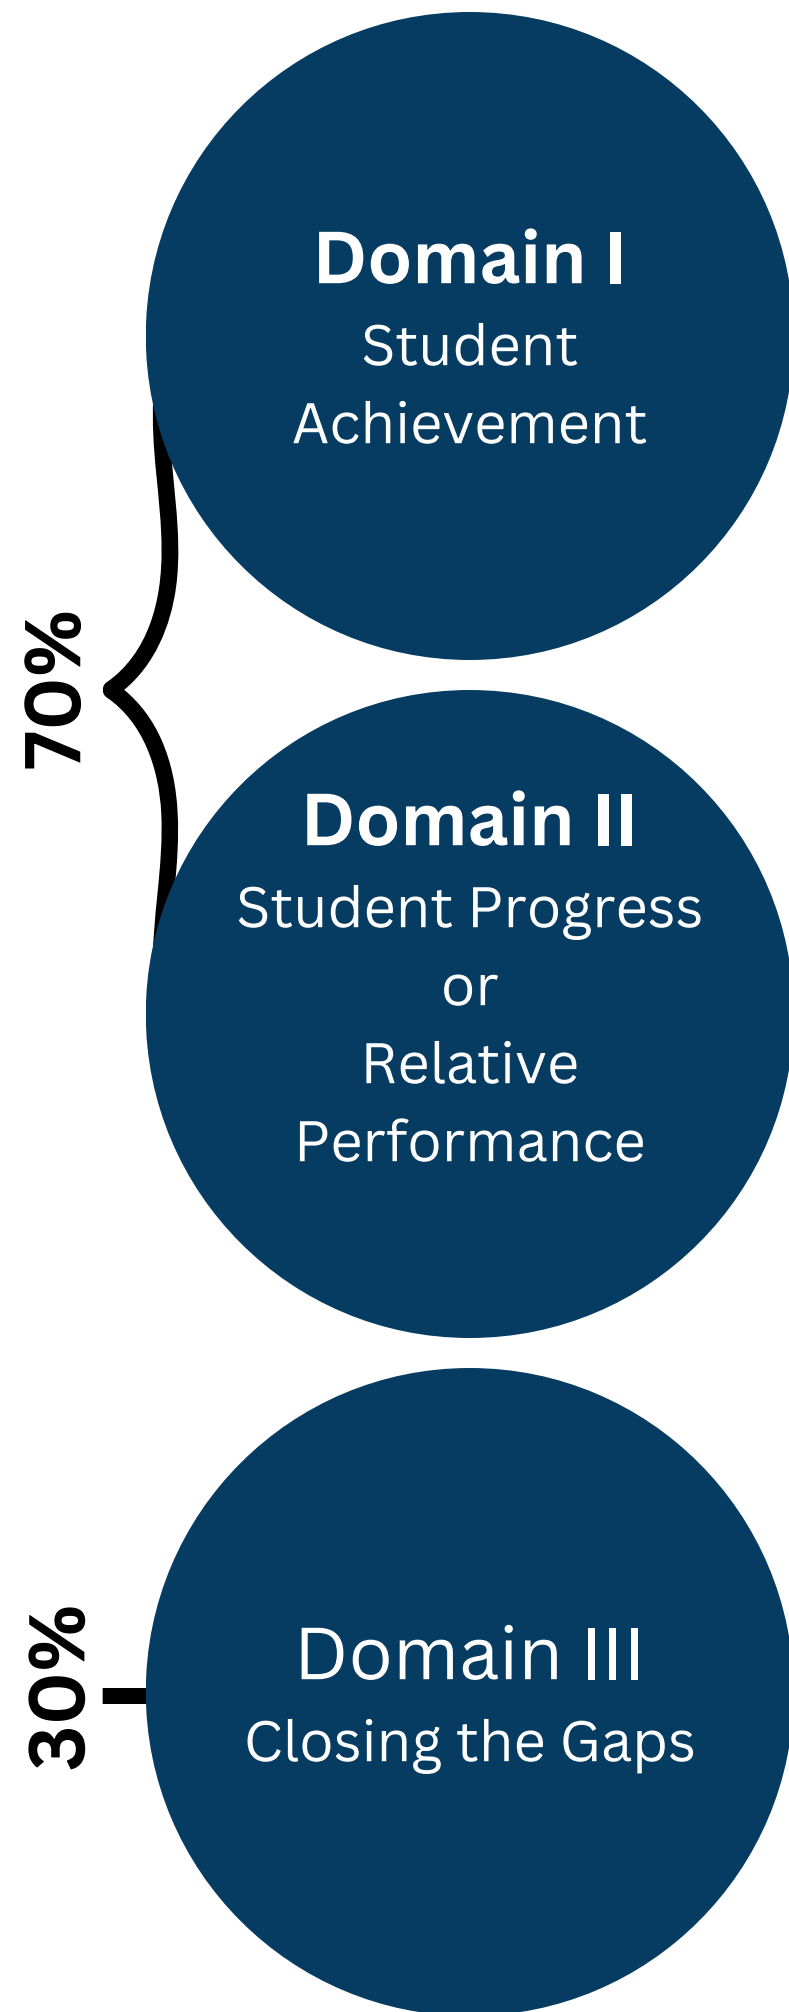 Domain I
Student
Achievement
70%
Domain II
Student Progress
or
Relative
Performance
30%
Domain III
Closing the Gaps